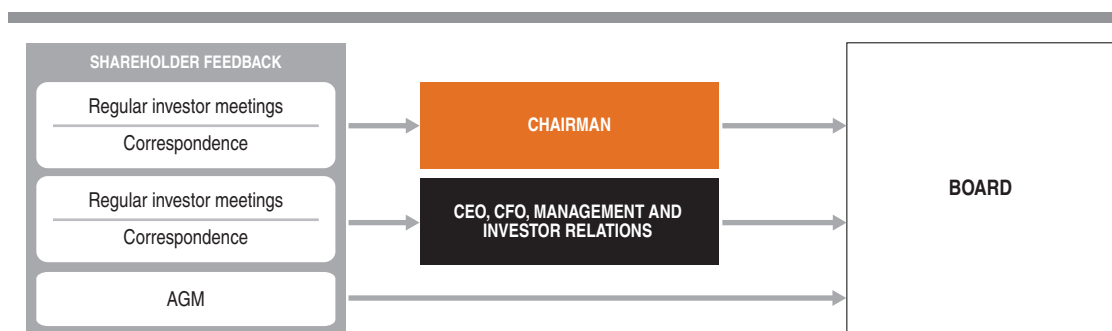 SHAREHOLDER FEEDBACK
Regular investor meetings
Correspondence
CHAIRMAN
Regular investor meetings
Correspondence
CEO, CFO, MANAGEMENT AND
INVESTOR RELATIONS
AGM
BOARD